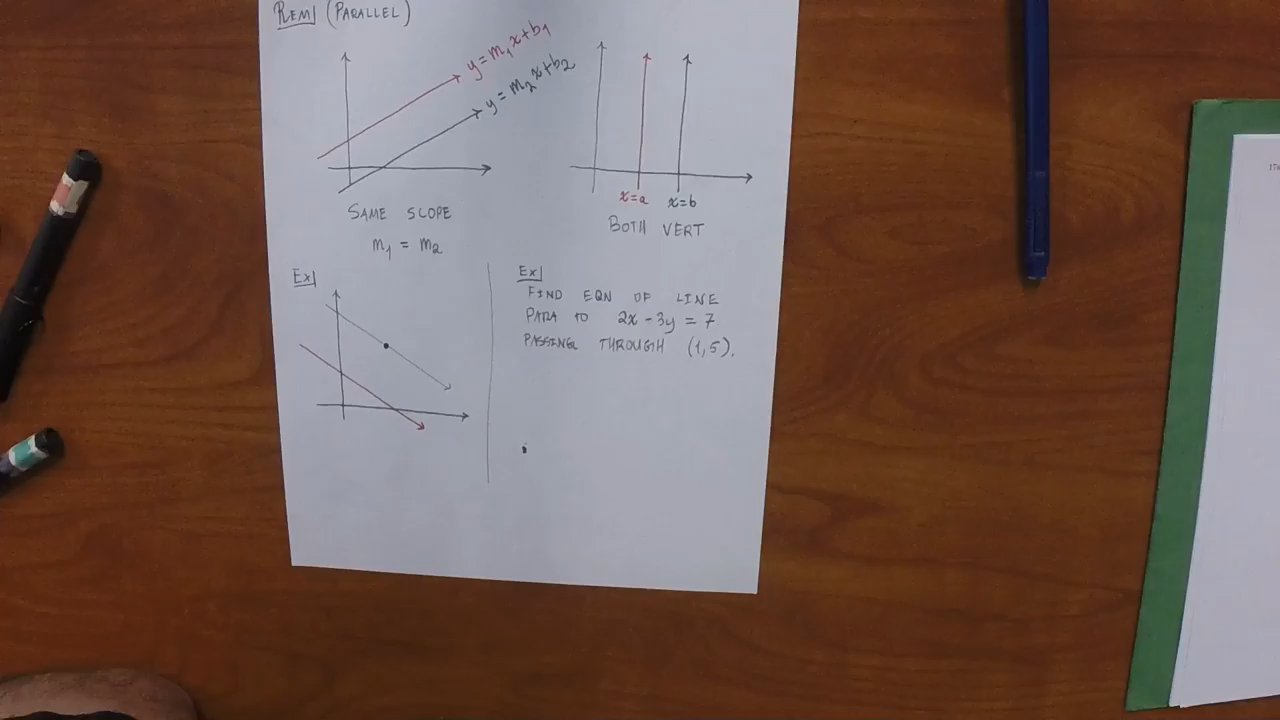 REM (PARALLEL)
y=m₁x+b₁
y=m₂x+b₂
x=a
x=b
SAME SCOPE
m₁ = m₂
BOTH VERT
Ex
Ex
FIND EQN OF LINE
PARA TO 2x-3y=7
PASSING THROUGH (1,5).